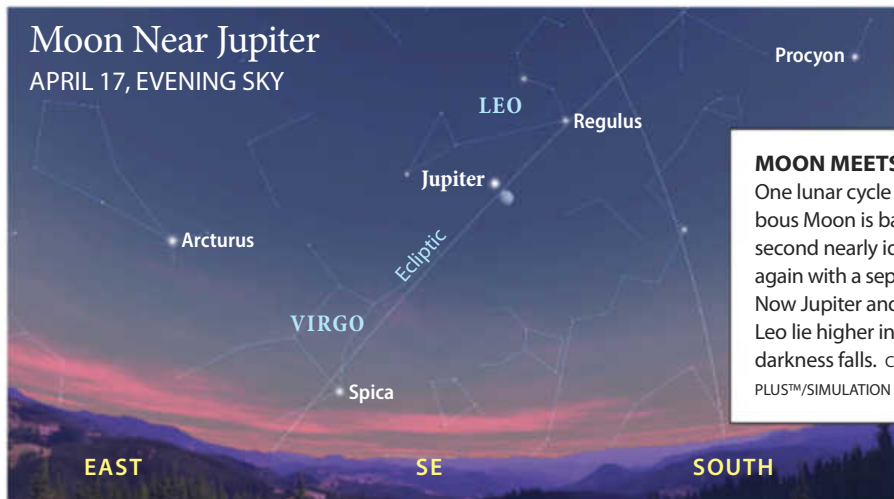 Moon Near Jupiter
APRIL 17, EVENING SKY
Procyon
LEO
Regulus
Jupiter
Arcturus
Ecliptic
VIRGO
Spica
EAST
SE
SOUTH
MOON MEETS
One lunar cycle
bous Moon is ba
second nearly ic
again with a sep
Now Jupiter and
Leo lie higher in
darkness falls. C
PLUS™/SIMULATION